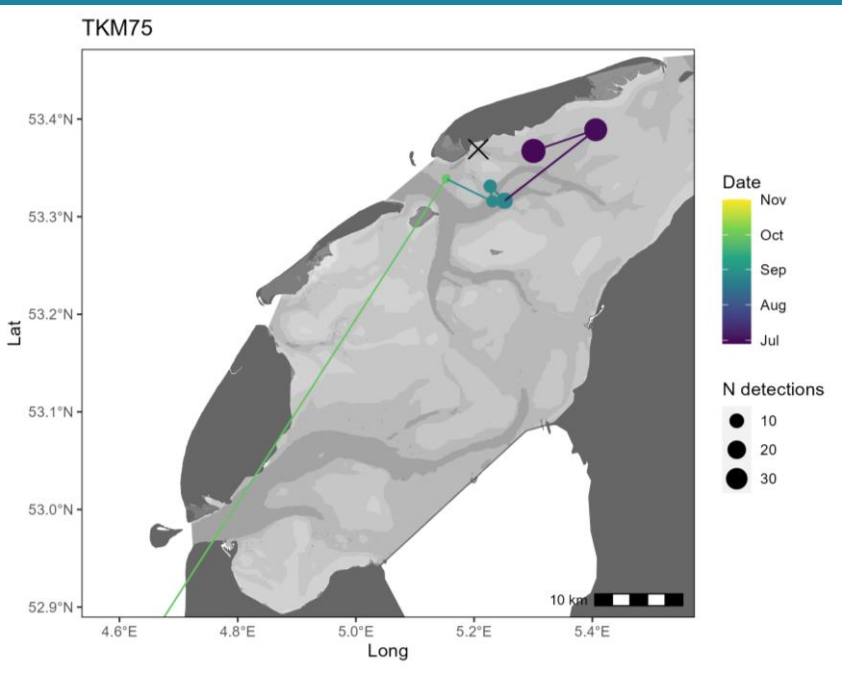 TKM75
53.4°N
53.3°N
53.2°N
53.1°N
53.0°N
52.9°N
Lat
4.6°E 4.8°E 5.0°E 5.2°E 5.4°E
Long
10 km
Date
Nov
Oct
Sep
Aug
Jul
N detections
10
20
30